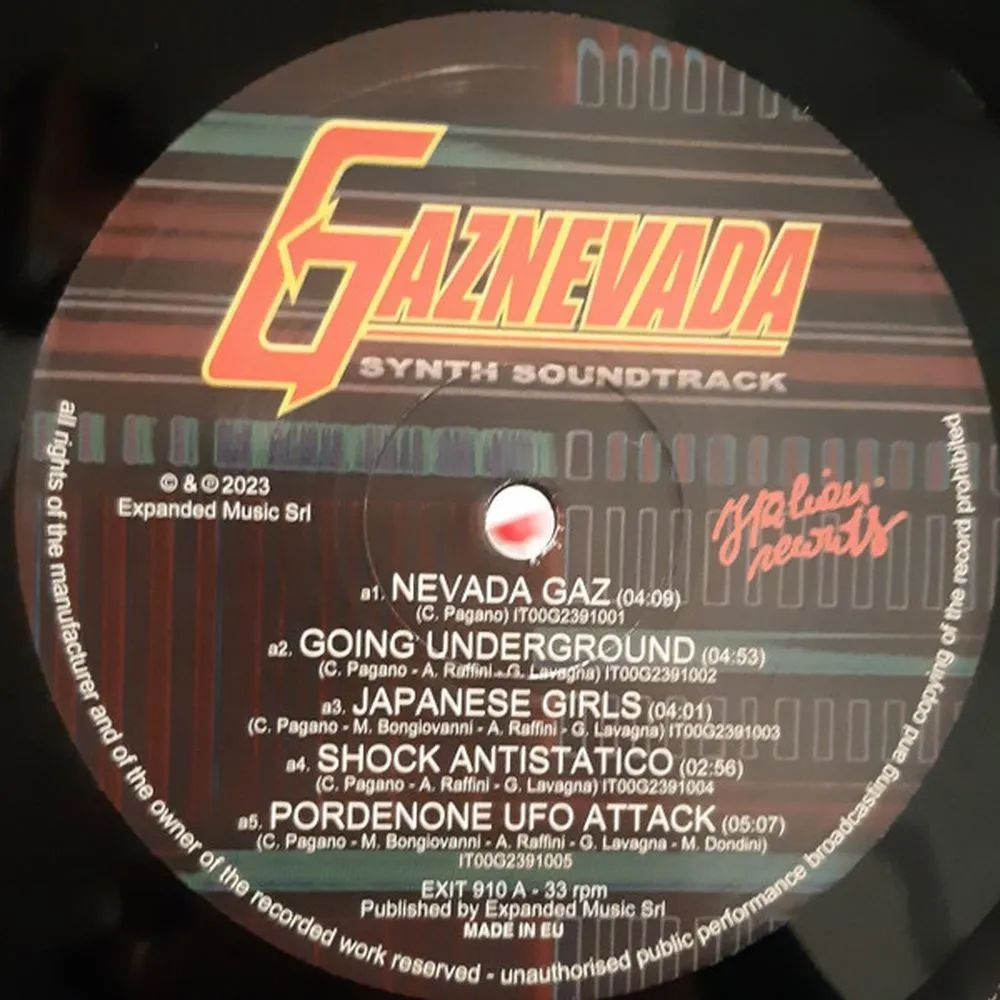 GAZNEVADA
SYNTH SOUNDTRACK
© & ℗ 2023
Expanded Music Srl
italian
records
a1. NEVADA GAZ (04:09)
(C. Pagano) IT00G2391001
a2. GOING UNDERGROUND (04:53)
(C. Pagano - A. Raffini - G. Lavagna) IT00G2391002
a3. JAPANESE GIRLS (04:01)
(C. Pagano - M. Bongiovanni - A. Raffini - G. Lavagna) IT00G2391003
a4. SHOCK ANTISTATICO (02:56)
(C. Pagano - A. Raffini - G. Lavagna) IT00G2391004
a5. PORDENONE UFO ATTACK (05:07)
(C. Pagano - M. Bongiovanni - A. Raffini - G. Lavagna - M. Dondini)
IT00G2391005
EXIT 910 A - 33 rpm
Published by Expanded Music Srl
MADE IN EU
all rights of the manufacturer and of the owner of the recorded work reserved - unauthorised public performance broadcasting and copying of the record prohibited